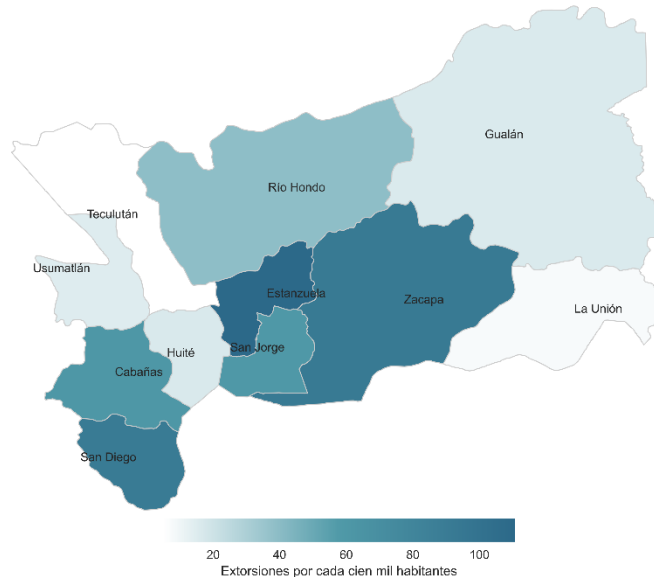 Gualán
Río Hondo
Teculután
Usumatlán
Estanzuela
Zacapa
La Unión
San Jorge
Huité
Cabañas
San Diego
20 40 60 80 100
Extorsiones por cada cien mil habitantes